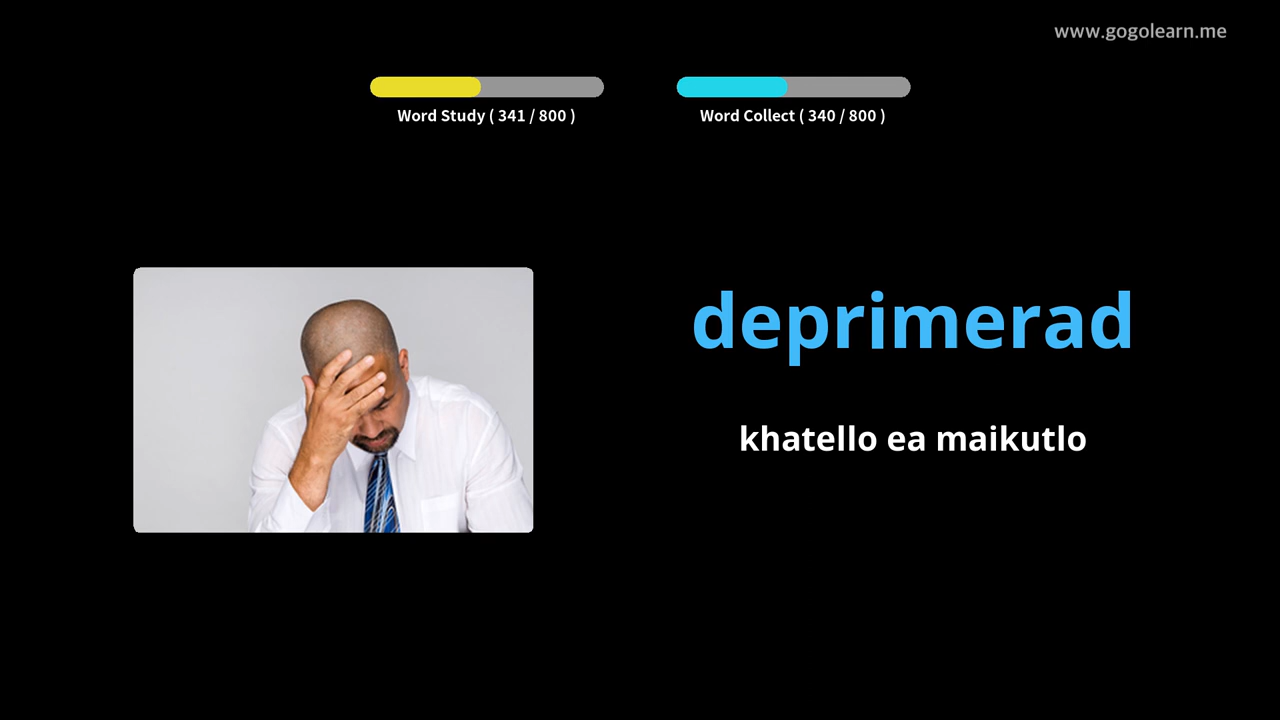 www.gogolearn.me
Word Study ( 341 / 800 )
Word Collect ( 340 / 800 )
deprimerad
khatello ea maikutlo